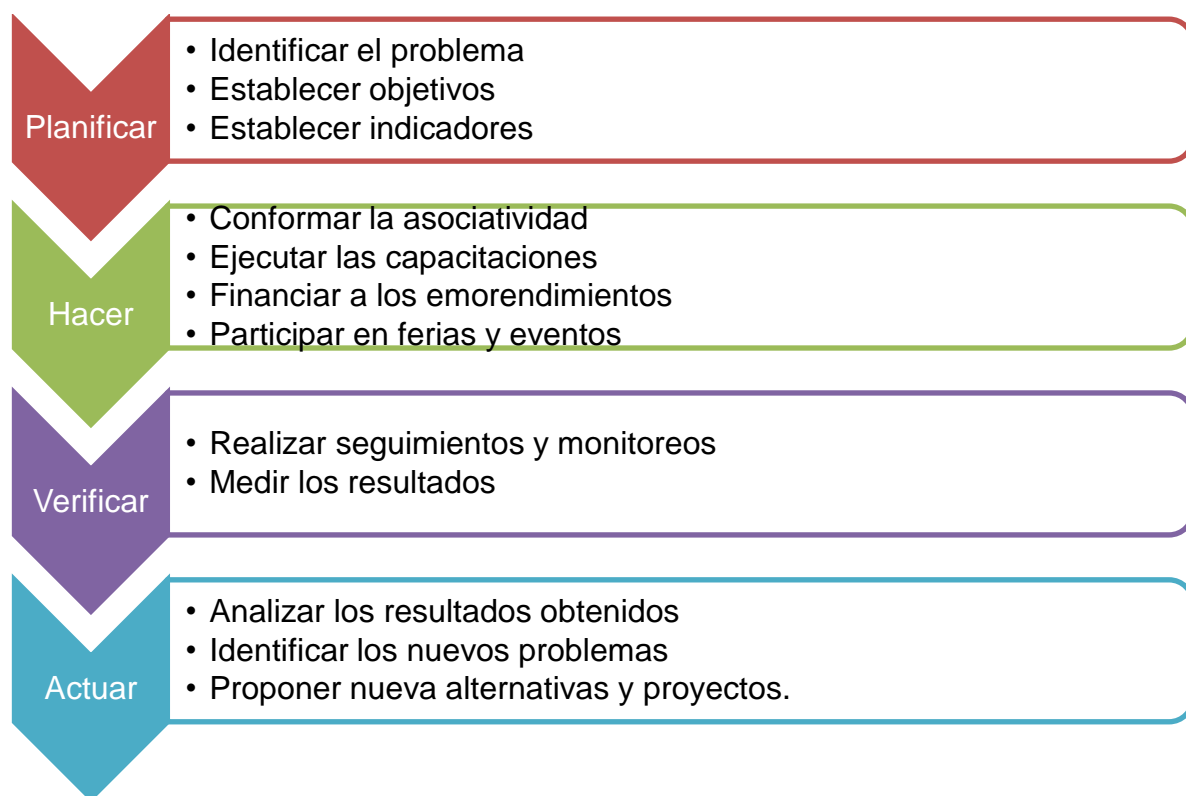 Planificar
• Identificar el problema
• Establecer objetivos
• Establecer indicadores
Hacer
• Conformar la asociatividad
• Ejecutar las capacitaciones
• Financiar a los emorendimientos
• Participar en ferias y eventos
Verificar
• Realizar seguimientos y monitoreos
• Medir los resultados
Actuar
• Analizar los resultados obtenidos
• Identificar los nuevos problemas
• Proponer nueva alternativas y proyectos.